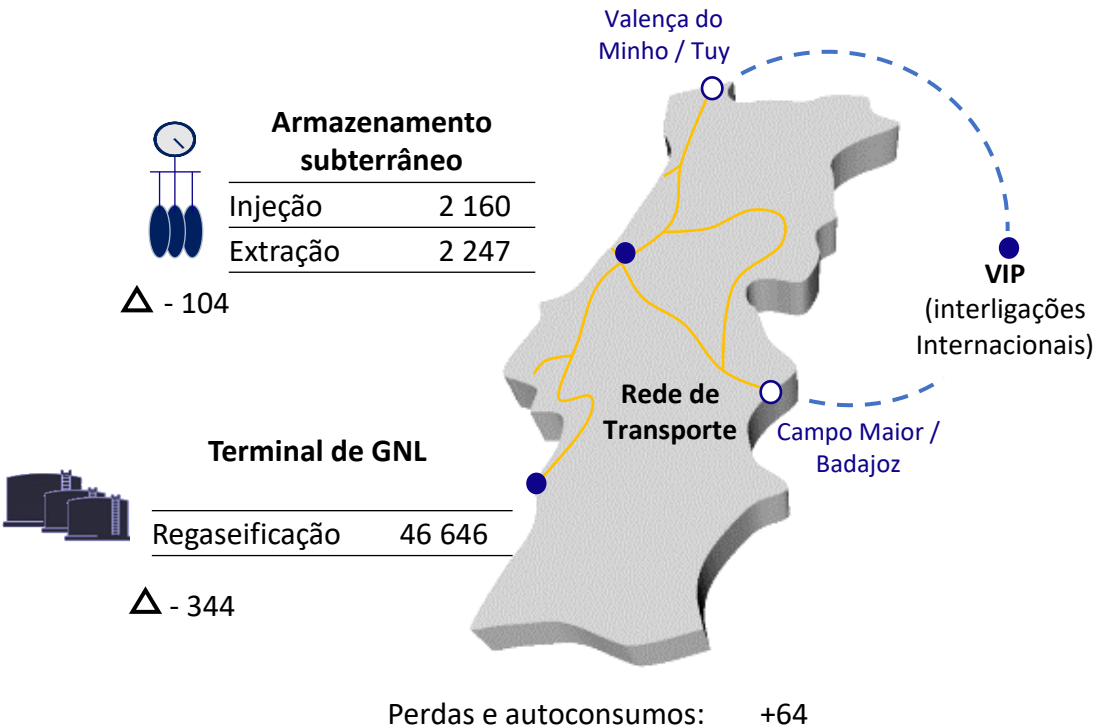 Valença do
Minho / Tuy
Armazenamento
subterrâneo
Injeção 2 160
Extração 2 247
Δ - 104
VIP
(interligações
Internacionais)
Rede de
Transporte
Campo Maior /
Badajoz
Terminal de GNL
Regaseificação 46 646
Δ - 344
Perdas e autoconsumos: +64